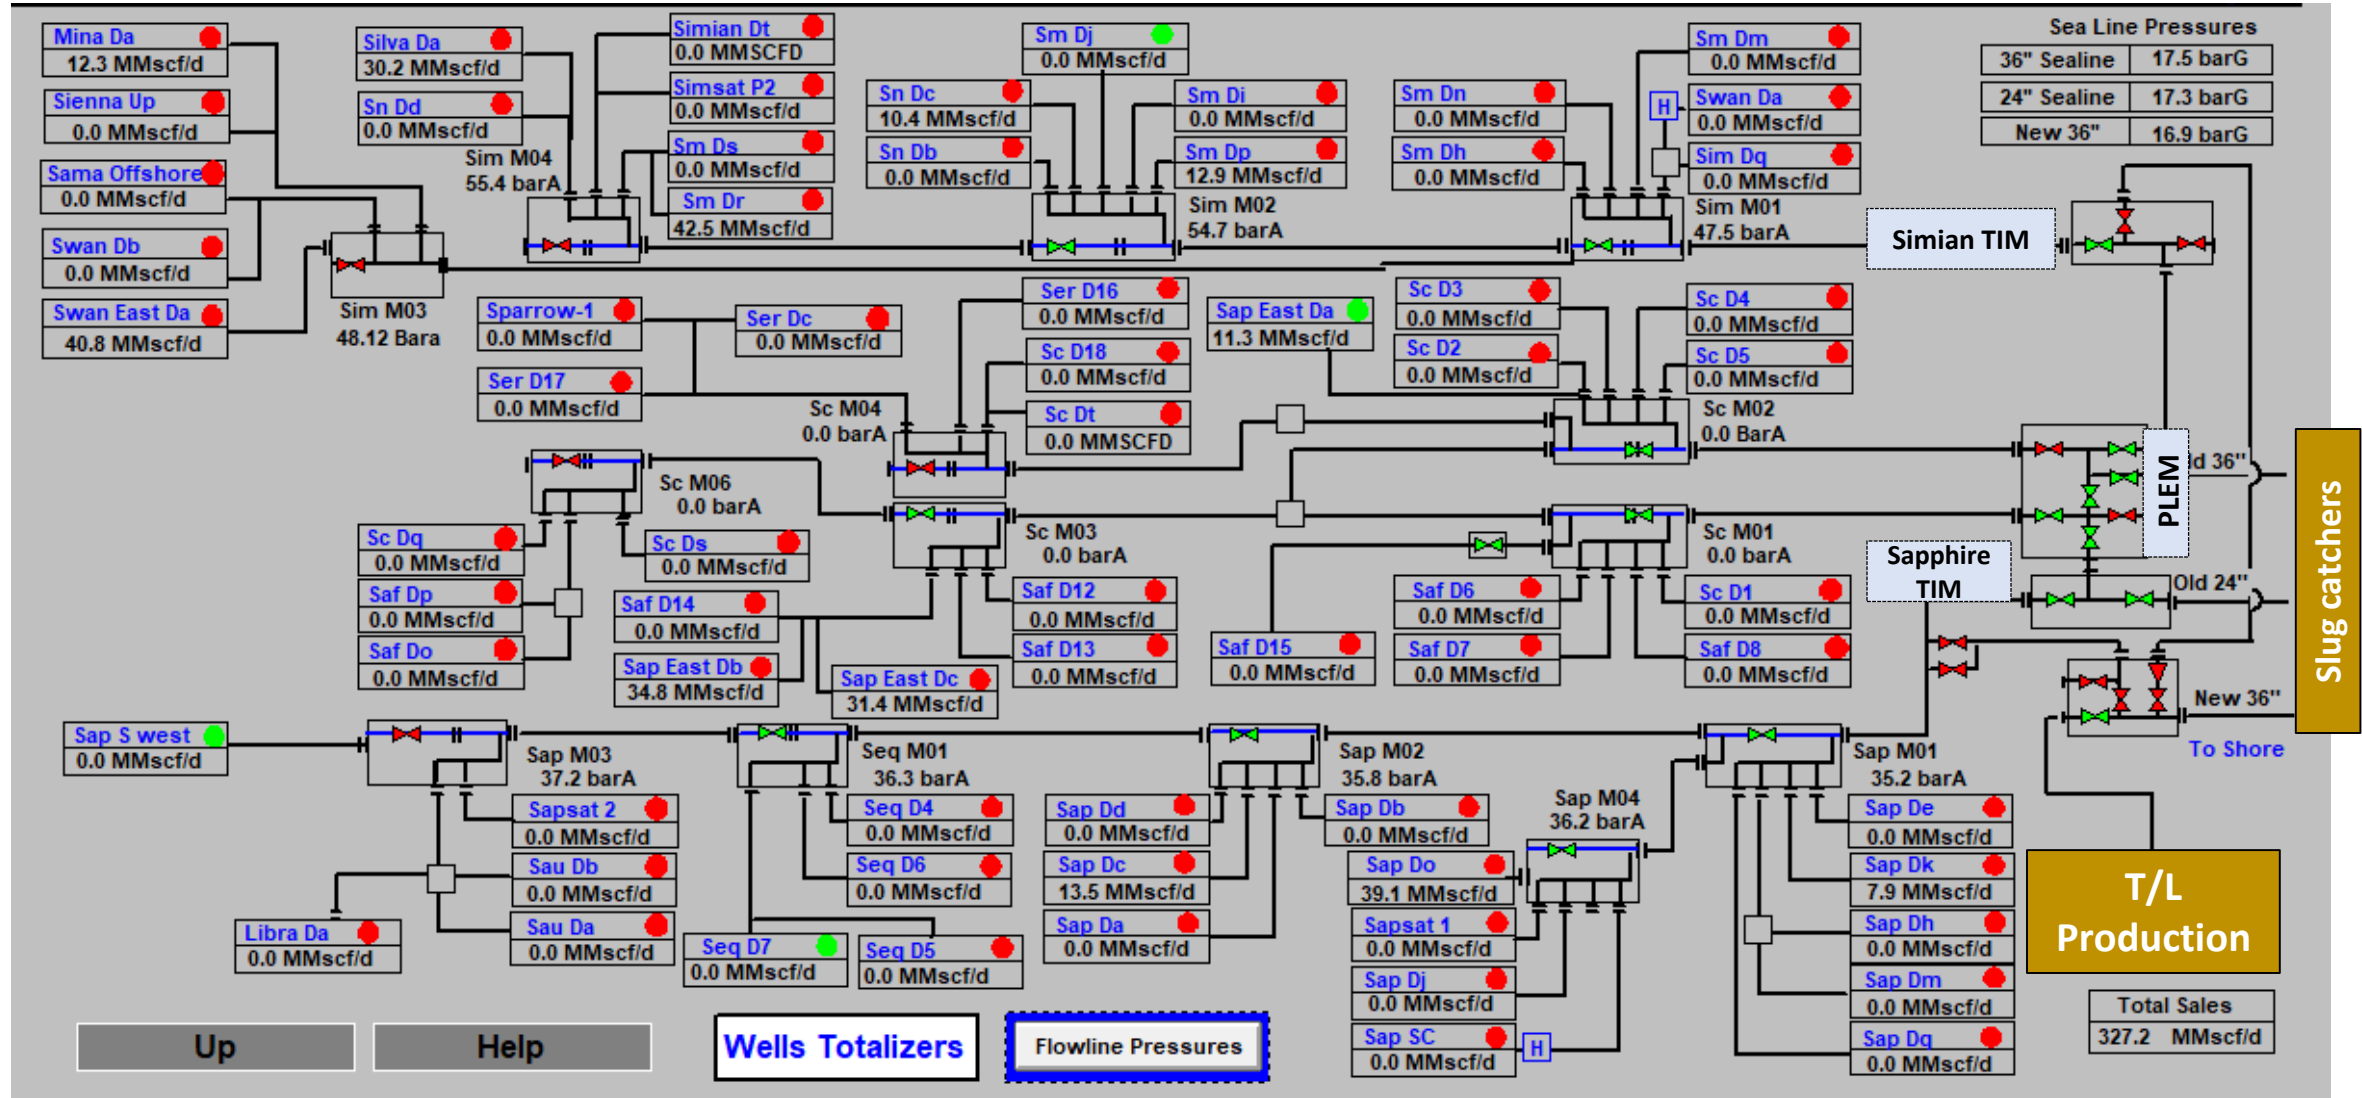 Mina Da
12.3 MMscf/d
Sienna Up
0.0 MMscf/d
Sama Offshore
0.0 MMscf/d
Swan Db
0.0 MMscf/d
Swan East Da
40.8 MMscf/d
Sim M03
48.12 Bara
Silva Da
30.2 MMscf/d
Sn Dd
0.0 MMscf/d
Sim M04
55.4 barA
Simian Dt
0.0 MMSCFD
Simsat P2
0.0 MMscf/d
Sm Ds
0.0 MMscf/d
Sm Dr
42.5 MMscf/d
Sm Dj
0.0 MMscf/d
Sn Dc
10.4 MMscf/d
Sn Db
0.0 MMscf/d
Sm Di
0.0 MMscf/d
Sm Dp
12.9 MMscf/d
Sim M02
54.7 barA
Sm Dn
0.0 MMscf/d
Sm Dh
0.0 MMscf/d
Sm Dm
0.0 MMscf/d
H
Swan Da
0.0 MMscf/d
Sim Dq
0.0 MMscf/d
Sim M01
47.5 barA
Sea Line Pressures
36" Sealine 17.5 barG
24" Sealine 17.3 barG
New 36" 16.9 barG
Simian TIM
Sparrow-1
0.0 MMscf/d
Ser Dc
0.0 MMscf/d
Ser D17
0.0 MMscf/d
Sc M04
0.0 barA
Ser D16
0.0 MMscf/d
Sc D18
0.0 MMscf/d
Sc Dt
0.0 MMSCFD
Sap East Da
11.3 MMscf/d
Sc D3
0.0 MMscf/d
Sc D2
0.0 MMscf/d
Sc D4
0.0 MMscf/d
Sc D5
0.0 MMscf/d
Sc M02
0.0 BarA
PLEM
ld 36"
Slug catchers
Sc M06
0.0 barA
Sc Dq
0.0 MMscf/d
Saf Dp
0.0 MMscf/d
Saf Do
0.0 MMscf/d
Sc Ds
0.0 MMscf/d
Sc M03
0.0 barA
Saf D14
0.0 MMscf/d
Sap East Db
34.8 MMscf/d
Sap East Dc
31.4 MMscf/d
Saf D12
0.0 MMscf/d
Saf D13
0.0 MMscf/d
Saf D15
0.0 MMscf/d
Sc M01
0.0 barA
Saf D6
0.0 MMscf/d
Saf D7
0.0 MMscf/d
Sc D1
0.0 MMscf/d
Saf D8
0.0 MMscf/d
Sapphire
TIM
Old 24"
New 36"
To Shore
Sap S west
0.0 MMscf/d
Sap M03
37.2 barA
Seq M01
36.3 barA
Sap M02
35.8 barA
Sap M01
35.2 barA
Sap M04
36.2 barA
Sapsat 2
0.0 MMscf/d
Sau Db
0.0 MMscf/d
Sau Da
0.0 MMscf/d
Libra Da
0.0 MMscf/d
Seq D4
0.0 MMscf/d
Seq D6
0.0 MMscf/d
Seq D7
0.0 MMscf/d
Seq D5
0.0 MMscf/d
Sap Dd
0.0 MMscf/d
Sap Dc
13.5 MMscf/d
Sap Da
0.0 MMscf/d
Sap Db
0.0 MMscf/d
Sap Do
39.1 MMscf/d
Sapsat 1
0.0 MMscf/d
Sap Dj
0.0 MMscf/d
Sap SC
0.0 MMscf/d
H
Sap De
0.0 MMscf/d
Sap Dk
7.9 MMscf/d
Sap Dh
0.0 MMscf/d
Sap Dm
0.0 MMscf/d
Sap Dq
0.0 MMscf/d
T/L
Production
Total Sales
327.2 MMscf/d
Up
Help
Wells Totalizers
Flowline Pressures